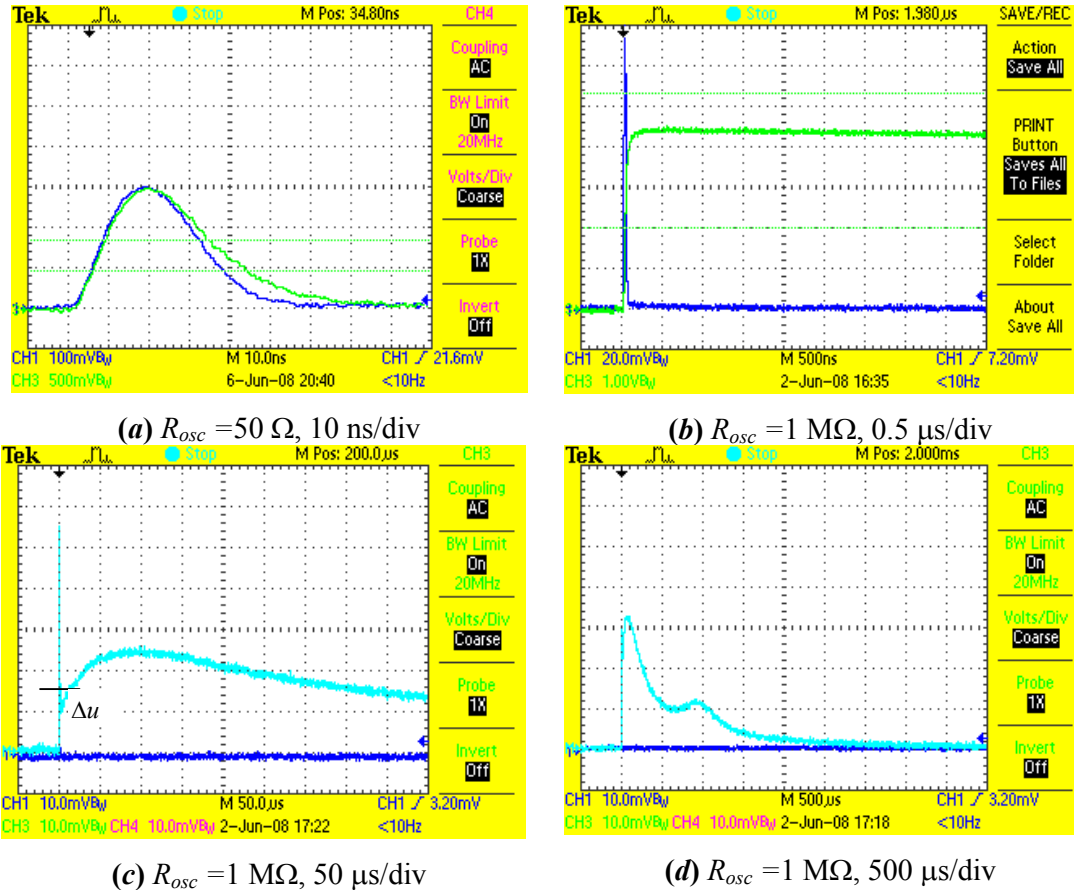 Tek Stop M Pos: 34.80ns CH4
Coupling
AC
BW Limit
On
20MHz
Volts/Div
Coarse
Probe
1X
Invert
Off
1
CH1 100mVBW M 10.0ns CH1 21.6mV
CH3 500mVBW 6-Jun-08 20:40 <10Hz
(a) Rosc =50 Ω, 10 ns/div
Tek Stop M Pos: 1.980µs SAVE/REC
Action
Save All
PRINT
Button
Saves All
To Files
Select
Folder
About
Save All
CH1 20.0mVBW M 500ns CH1 7.20mV
CH3 1.00VBW 2-Jun-08 16:35 <10Hz
(b) Rosc =1 MΩ, 0.5 µs/div
Tek Stop M Pos: 200.0µs CH3
Coupling
AC
BW Limit
On
20MHz
Volts/Div
Coarse
Probe
1X
Invert
Off
Δu
1
CH1 10.0mVBW M 50.0µs CH1 3.20mV
CH3 10.0mVBW CH4 10.0mVBW 2-Jun-08 17:22 <10Hz
(c) Rosc =1 MΩ, 50 µs/div
Tek Stop M Pos: 2.000ms CH3
Coupling
AC
BW Limit
On
20MHz
Volts/Div
Coarse
Probe
1X
Invert
Off
1
CH1 10.0mVBW M 500µs CH1 3.20mV
CH3 10.0mVBW CH4 10.0mVBW 2-Jun-08 17:18 <10Hz
(d) Rosc =1 MΩ, 500 µs/div